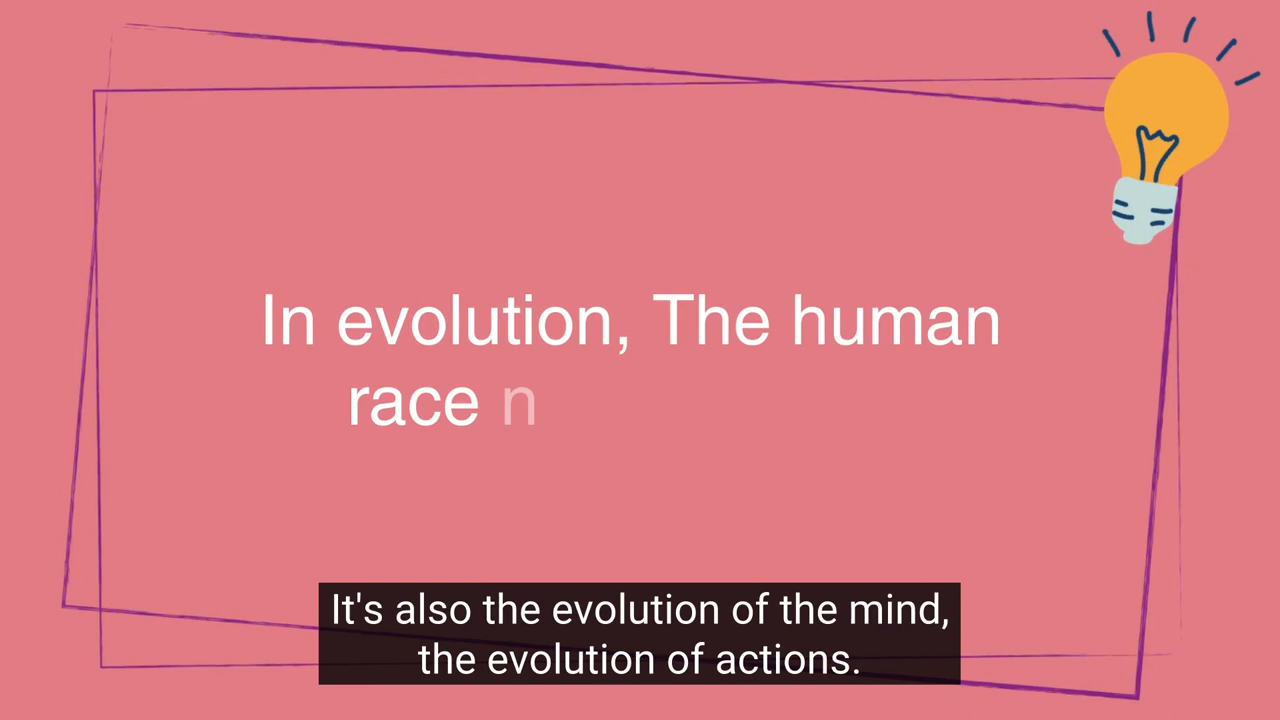 In evolution, The human
race n
It's also the evolution of the mind,
the evolution of actions.